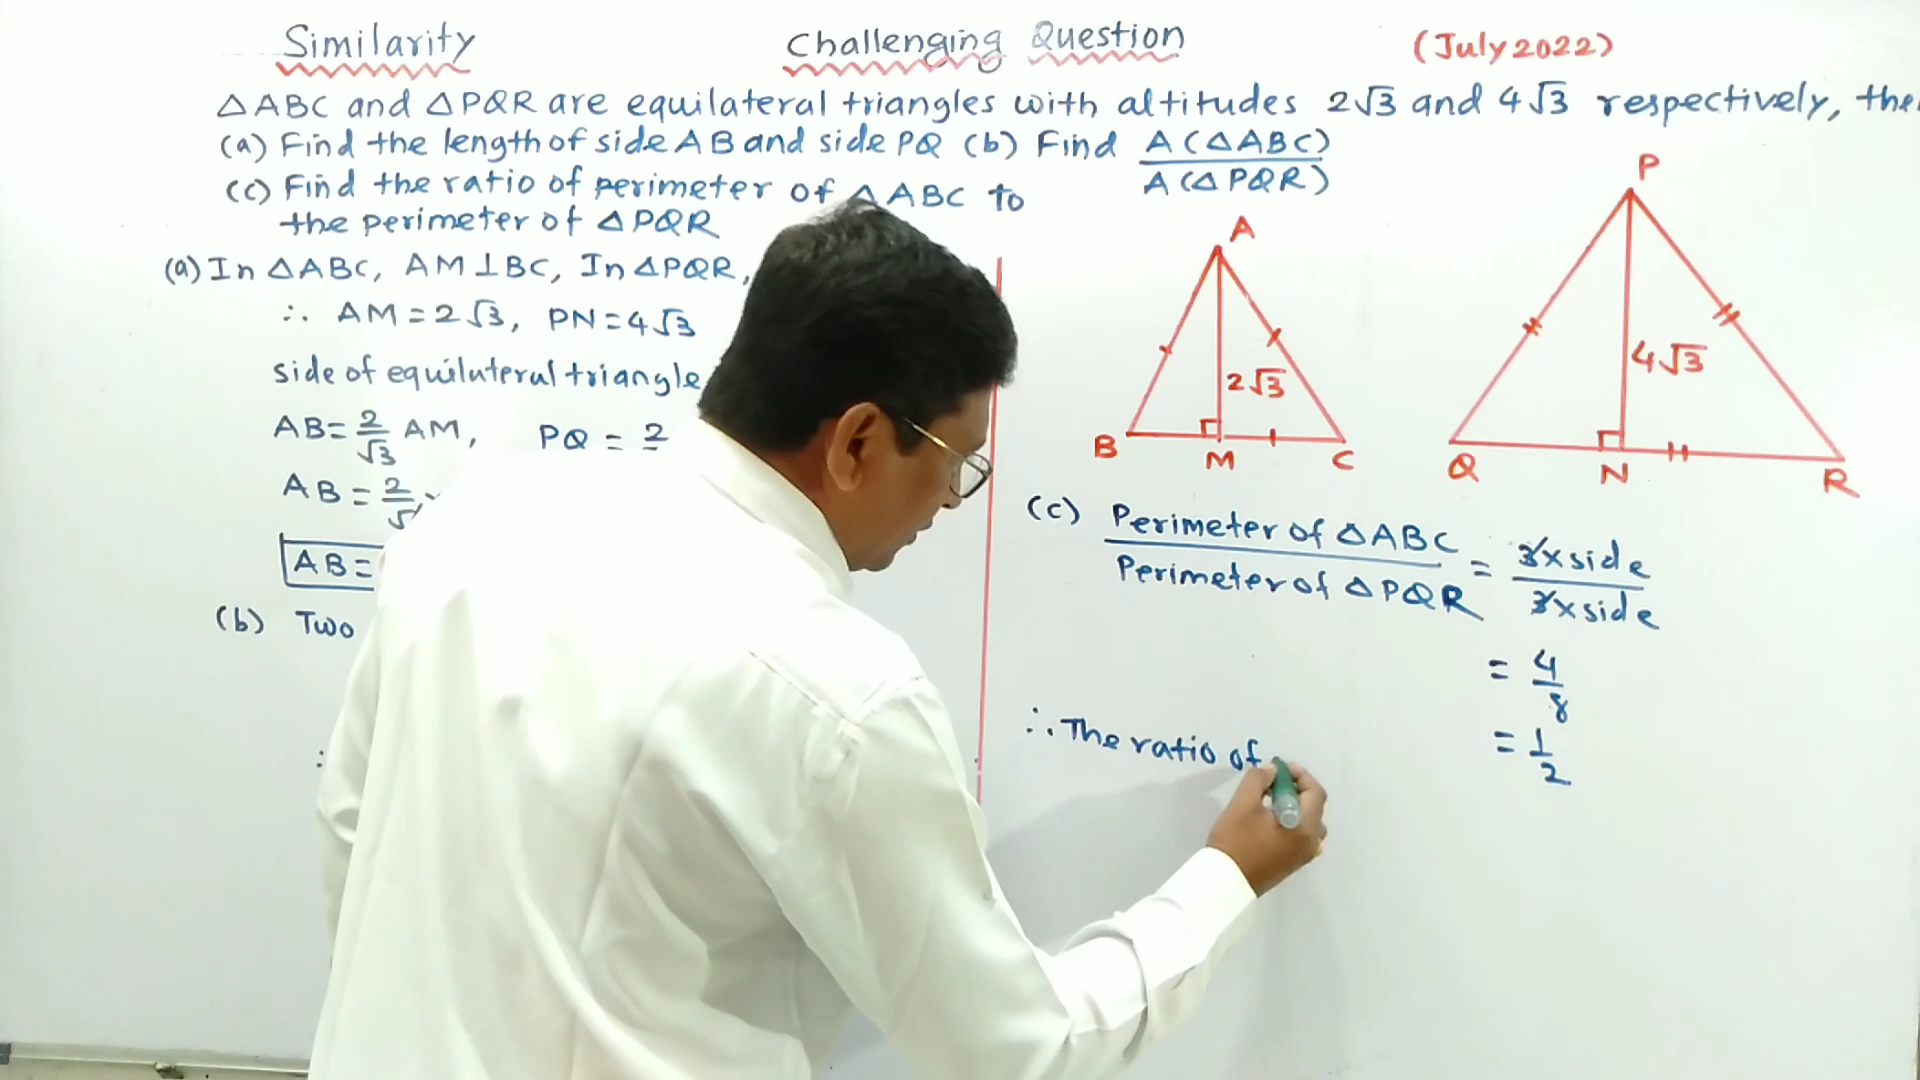 Similarity Challenging Question (July 2022)
△ABC and △PQR are equilateral triangles with altitudes 2√3 and 4√3 respectively,
(a) Find the length of side AB and side PQ (b) Find A(△ABC)/A(△PQR)
(c) Find the ratio of perimeter of △ABC to
the perimeter of △PQR
(a) In △ABC, AM⊥BC, In △PQR,
∴ AM=2√3, PN=4√3
side of equiluterul triangle
AB=2/√3 AM, PQ = 2
AB=2/√
AB=
(b) Two
A
2√3
B M C
P
4√3
Q N R
(c) Perimeter of △ABC/Perimeter of △PQR = 3×side/3×side
= 4/8
= 1/2
∴ The ratio of